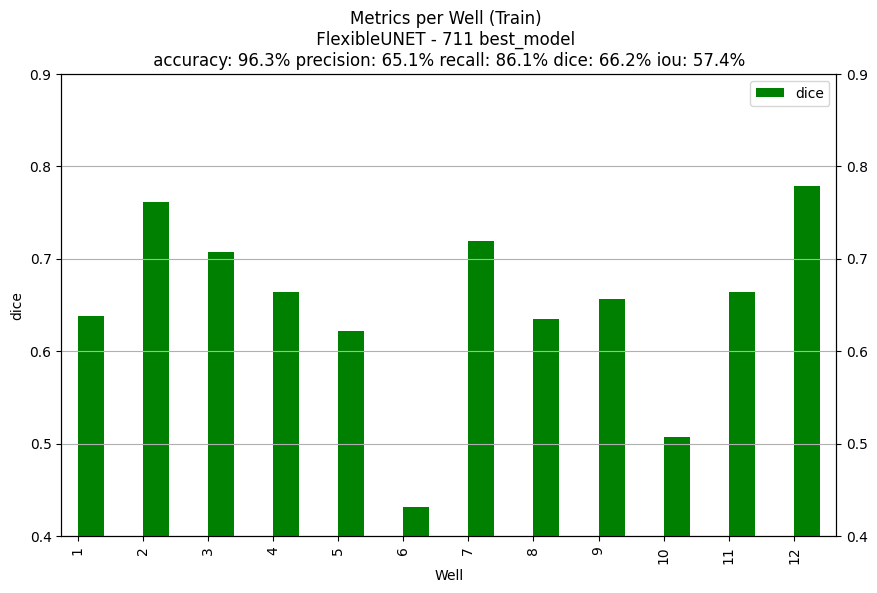 Metrics per Well (Train)
FlexibleUNET - 711 best_model
accuracy: 96.3% precision: 65.1% recall: 86.1% dice: 66.2% iou: 57.4%
0.9
0.9
dice
0.8
0.8
0.7
0.7
dice
0.6
0.6
0.5
0.5
0.4
0.4
1 2 3 4 5 6 7 8 9 10 11 12
Well